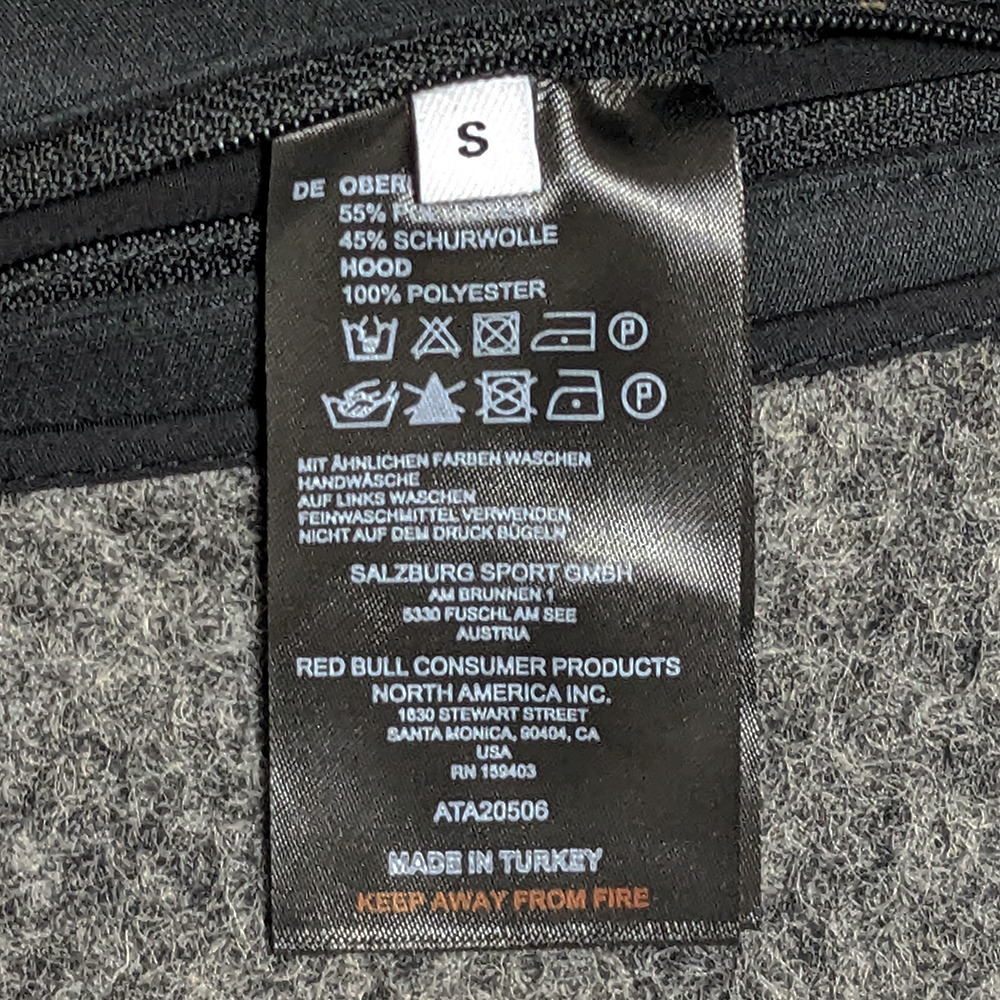 S
DE OBER
55%
45% SCHURWOLLE
HOOD
100% POLYESTER
P
P
MIT ÄHNLICHEN FARBEN WASCHEN
HANDWÄSCHE
AUF LINKS WASCHEN
FEINWASCHMITTEL VERWENDEN
NICHT AUF DEM DRUCK BÜGELN
SALZBURG SPORT GMBH
AM BRUNNEN 1
5330 FUSCHL AM SEE
AUSTRIA
RED BULL CONSUMER PRODUCTS
NORTH AMERICA INC.
1630 STEWART STREET
SANTA MONICA, 90404, CA
USA
RN 159403
ATA20506
MADE IN TURKEY
KEEP AWAY FROM FIRE